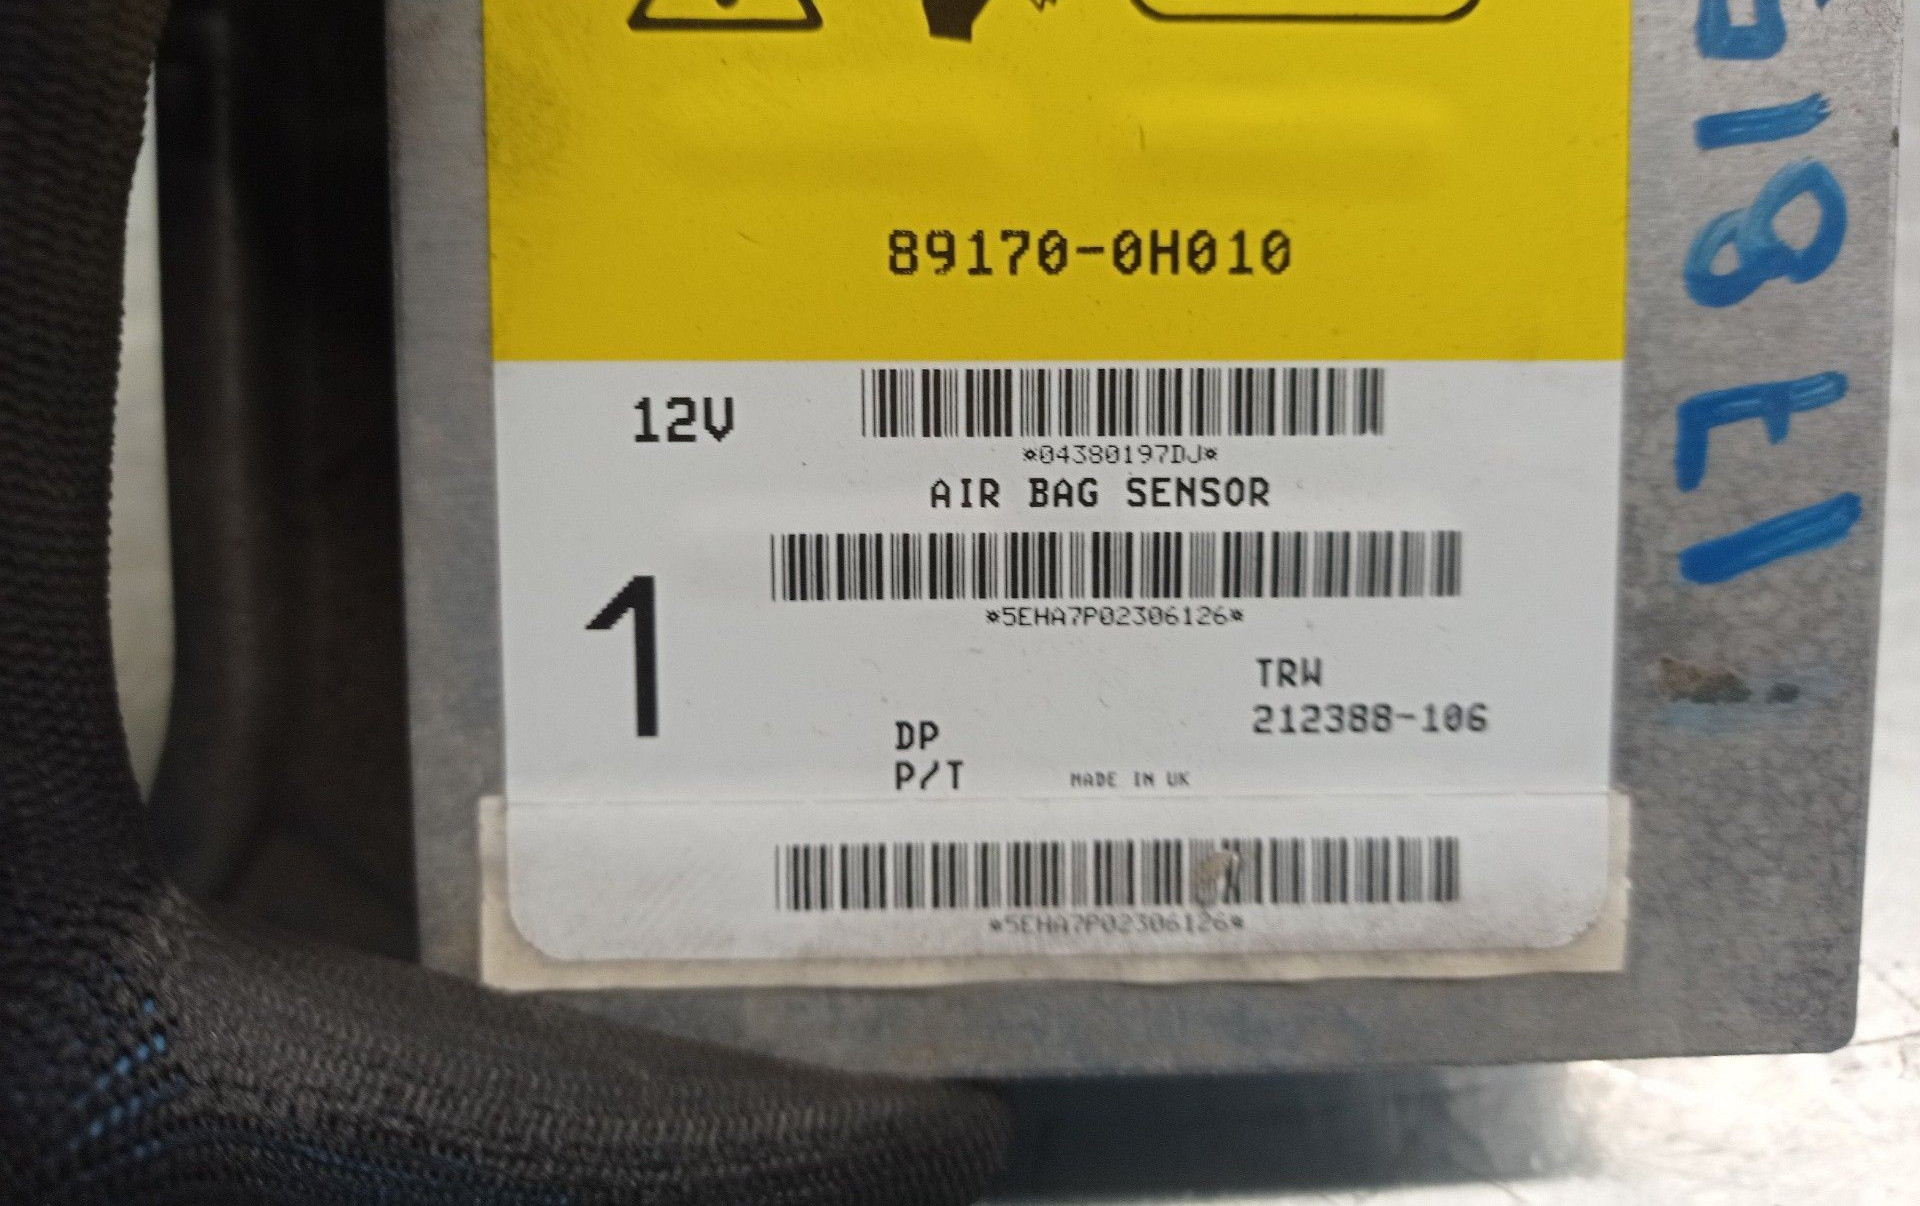 89170-0H010
12V
*04380197DJ*
AIR BAG SENSOR
*5EHA7P02306126*
1
TRW
212388-106
DP
P/T
MADE IN UK
*5EHA7P02306126*